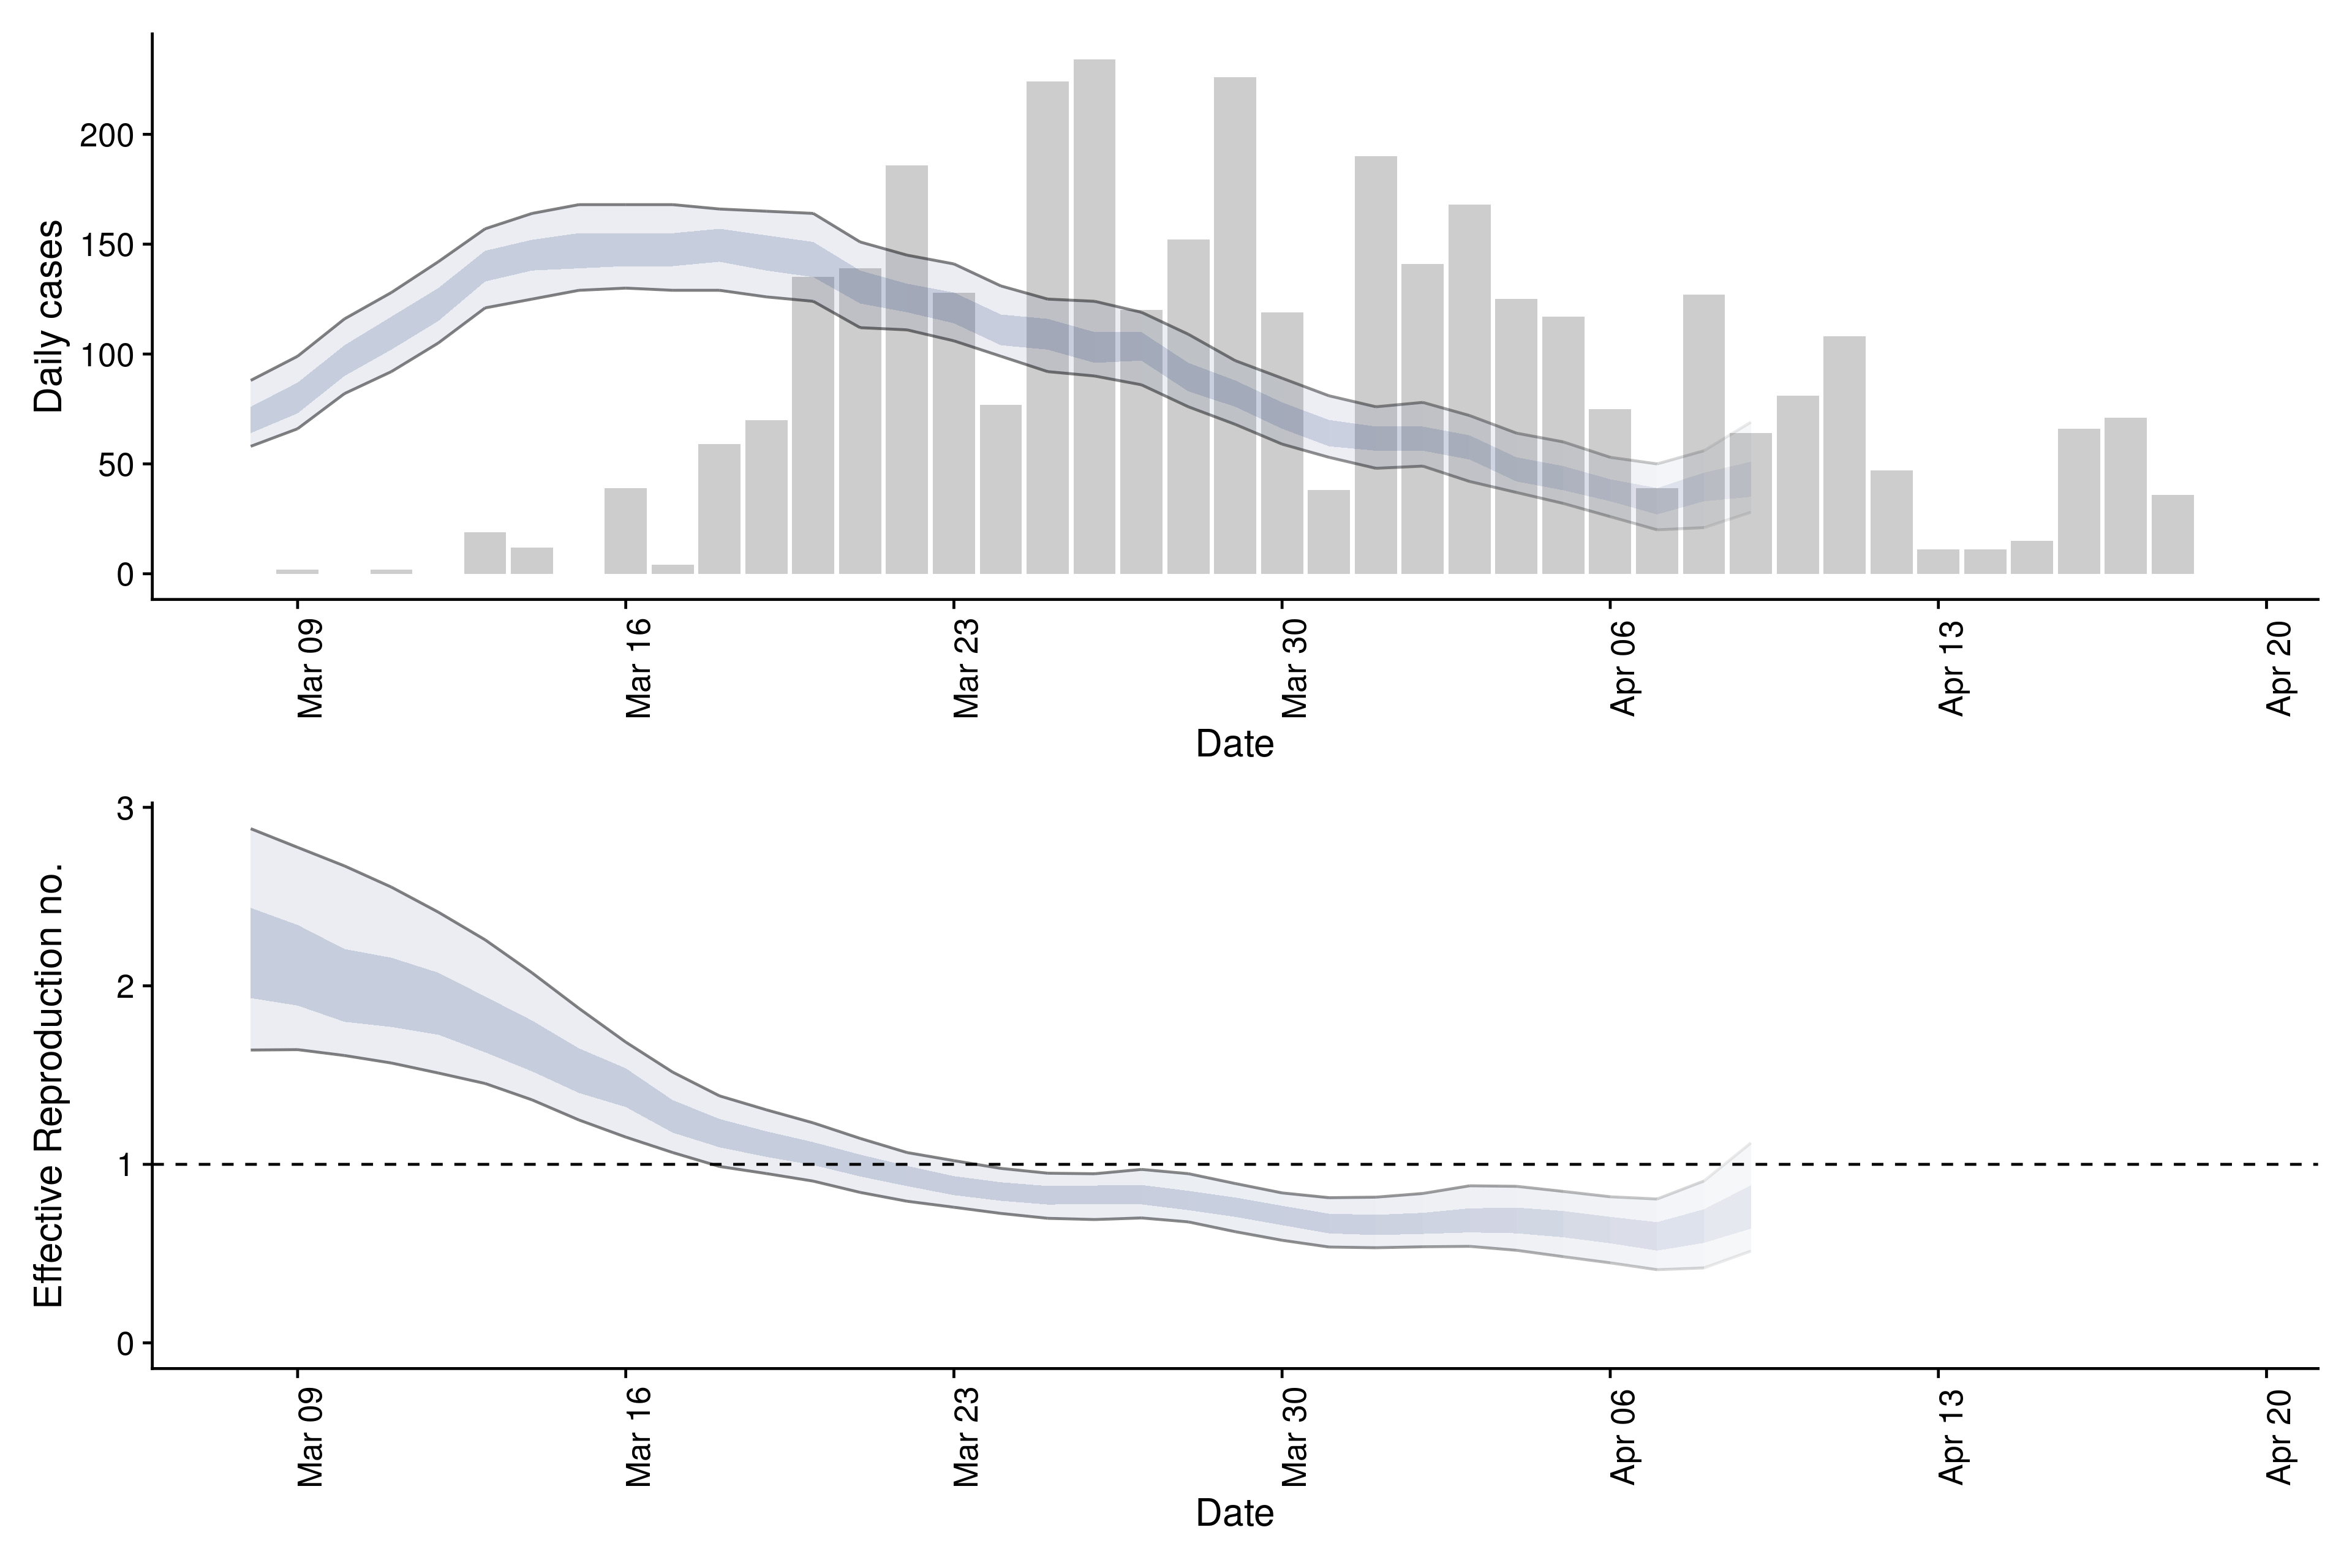 Daily cases
200
150
100
50
0
Mar 09
Mar 16
Mar 23
Mar 30
Apr 06
Apr 13
Apr 20
Date
Effective Reproduction no.
3
2
1
0
Mar 09
Mar 16
Mar 23
Mar 30
Apr 06
Apr 13
Apr 20
Date